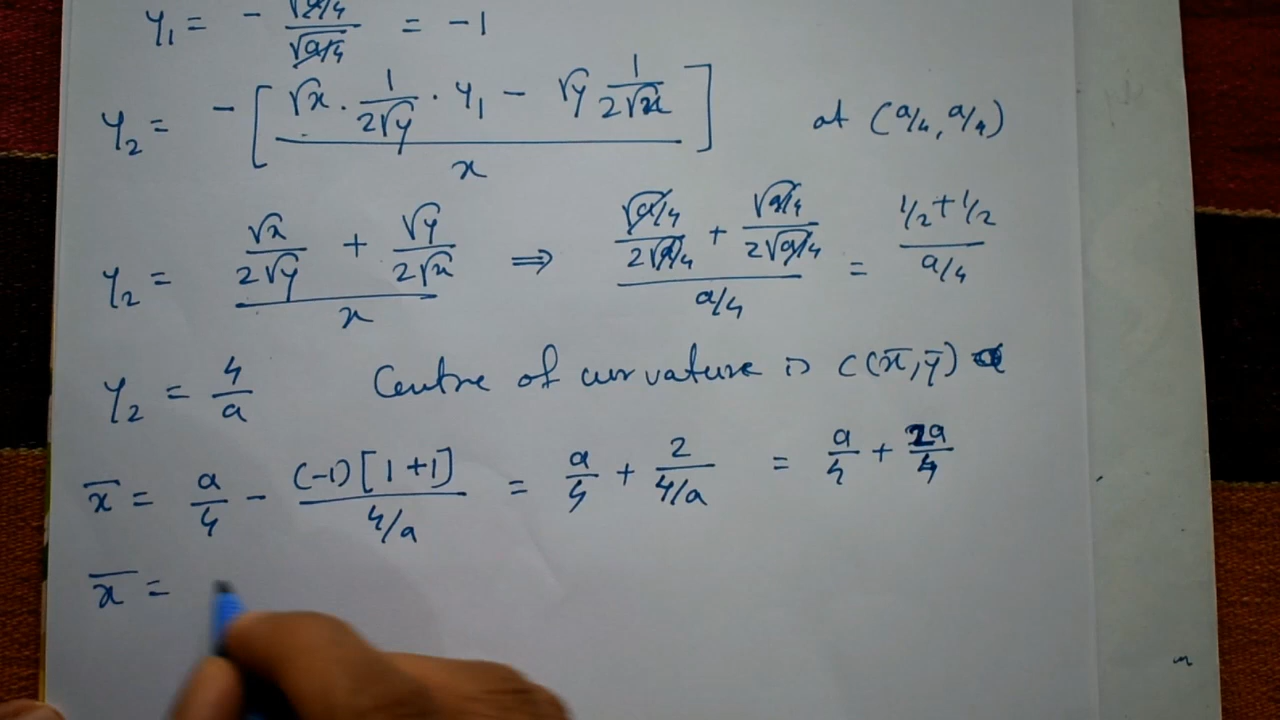 y₁ = - √a/4 / √a/4 = -1
y₂ = - [ (√x · 1/(2√y) · y₁ - √y 1/(2√x)) / x ] at (a/4, a/4)
y₂ = (√x/(2√y) + √y/(2√x)) / x ⇒ (√a/4 / (2√a/4) + √a/4 / (2√a/4)) / (a/4) = (1/2 + 1/2) / (a/4)
y₂ = 4/a Centre of curvature is C(x̄, ȳ)
x̄ = a/4 - (-1)[1+1] / (4/a) = a/4 + 2/(4/a) = a/4 + 2a/4
x̄ =